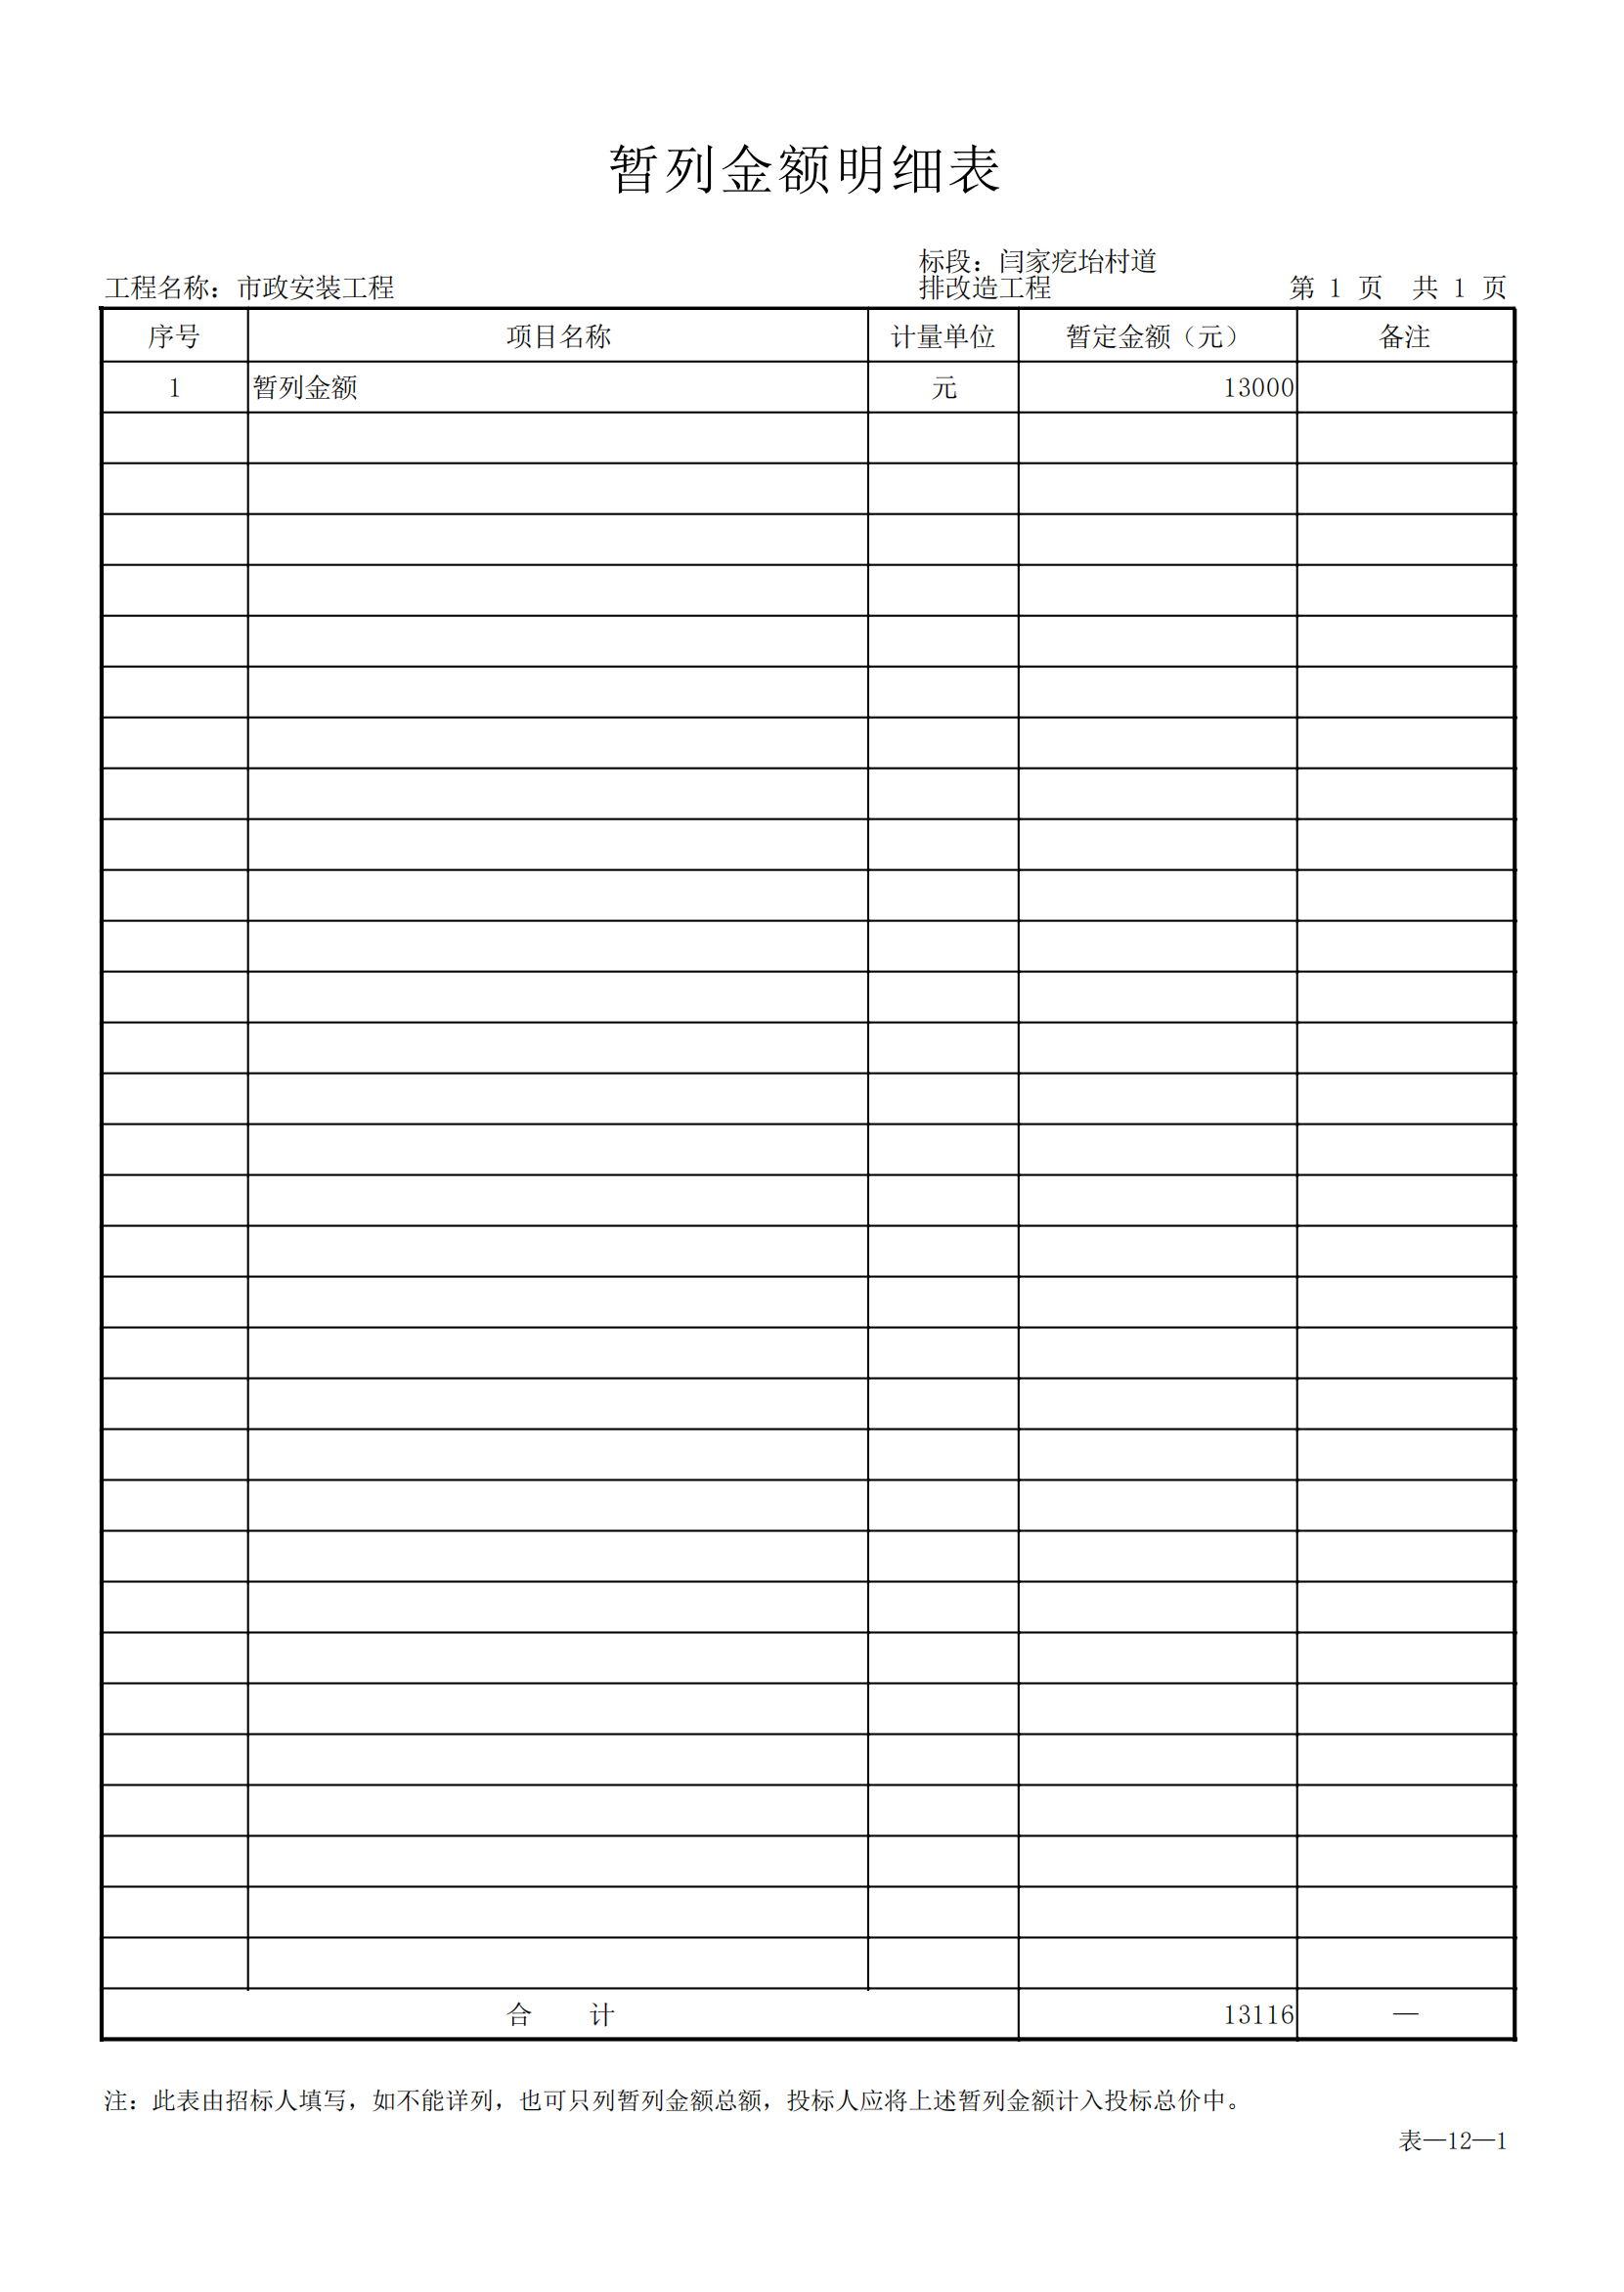 暂列金额明细表
标段：闫家疙坮村道
工程名称：市政安装工程 排改造工程 第 1 页 共 1 页
序号 项目名称 计量单位 暂定金额（元） 备注
1 暂列金额 元 13000
合 计 13116 —
注：此表由招标人填写，如不能详列，也可只列暂列金额总额，投标人应将上述暂列金额计入投标总价中。
表—12—1